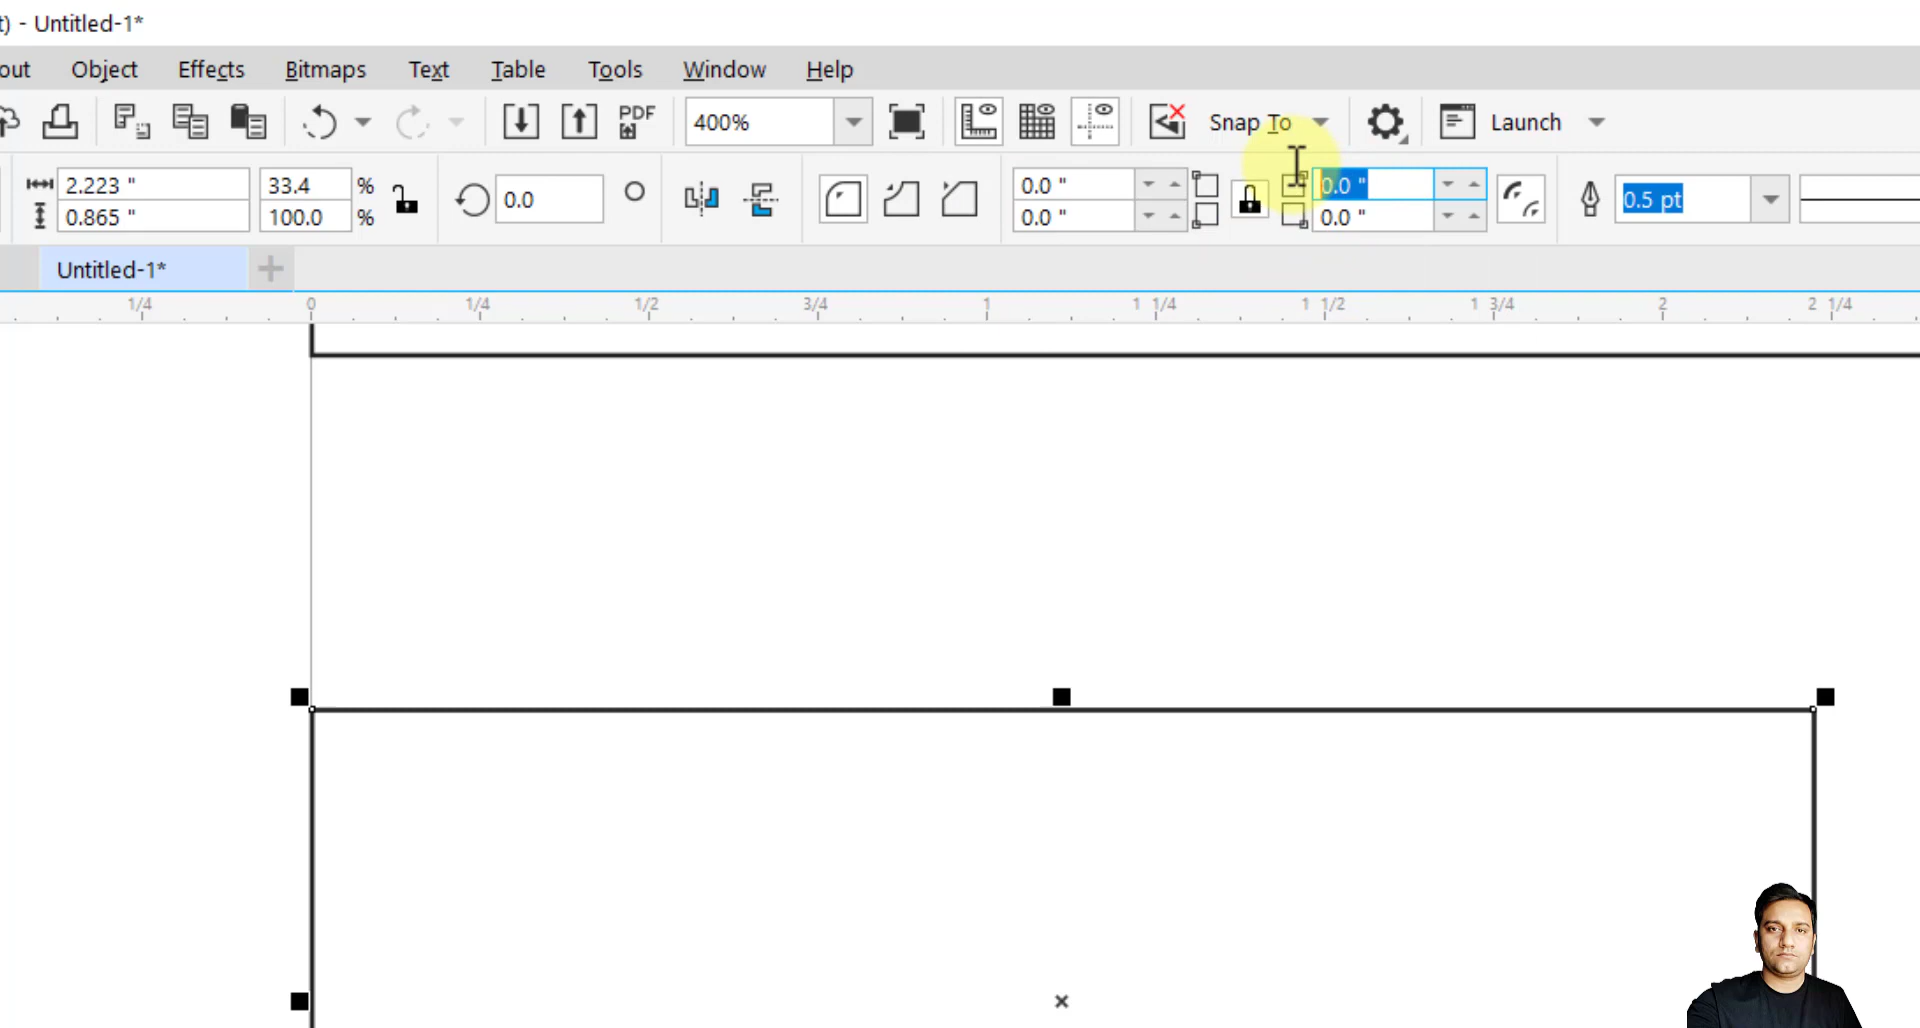 t) - Untitled-1*
out Object Effects Bitmaps Text Table Tools Window Help
PDF 400% Snap To Launch
2.223 " 33.4 % 0.0 " 0.0 "
0.865 " 100.0 % 0.0 0.0 " 0.0 " 0.5 pt
Untitled-1*
1/4 0 1/4 1/2 3/4 1 1 1/4 1 1/2 1 3/4 2 2 1/4